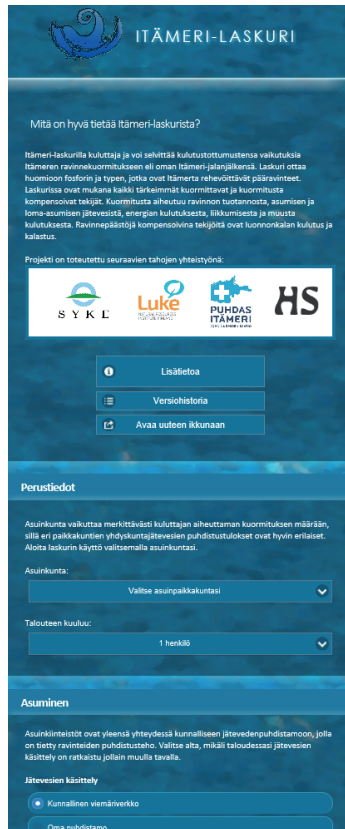 ITÄMERI-LASKURI
Mitä on hyvä tietää Itämeri-laskurista?
Itämeri-laskurilla kuluttaja ja voi selvittää kulutustottumustensa vaikutuksia
Itämeren ravinnekuormitukseen eli oman Itämeri-jalanjälkensä. Laskuri ottaa
huomioon fosforin ja typen, jotka ovat Itämerta rehevöittävät pääravinteet.
Laskurissa ovat mukana kaikki tärkeimmät kuormittavat ja kuormitusta
kompensoivat tekijät. Kuormitusta aiheutuu ravinnon tuotannosta, asumisen ja
loma-asumisen jätevesistä, energian kulutuksesta, liikkumisesta ja muusta
kulutuksesta. Ravinnepäästöjä kompensoivina tekijöitä ovat luonnonkalan kulutus ja
kalastus.
Projekti on toteutettu seuraavien tahojen yhteistyönä:
SYKE
Luke
NATURAL RESOURCES
INSTITUTE FINLAND
PUHDAS
ITÄMERI
HS
Lisätietoa
Versiohistoria
Avaa uuteen ikkunaan
Perustiedot
Asuinkunta vaikuttaa merkittävästi kuluttajan aiheuttaman kuormituksen määrään,
sillä eri paikkakuntien yhdyskuntajätevesien puhdistustulokset ovat hyvin erilaiset.
Aloita laskurin käyttö valitsemalla asuinkuntasi.
Asuinkunta:
Valitse asuinpaikkakuntasi
Talouteen kuuluu:
1 henkilö
Asuminen
Asuinkiinteistöt ovat yleensä yhteydessä kunnalliseen jätevedenpuhdistamoon, jolla
on tietty ravinteiden puhdistusteho. Valitse alta, mikäli taloudessasi jätevesien
käsittely on ratkaistu jollain muulla tavalla.
Jätevesien käsittely
Kunnallinen viemäriverkko
Oma puhdistamo